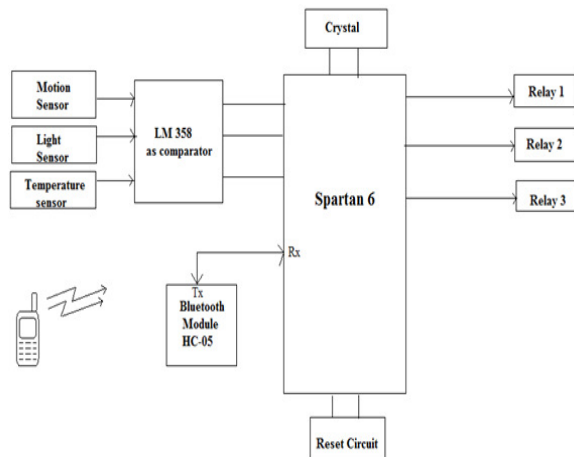 Crystal
Motion
Sensor
Light
Sensor
Temperature
sensor
LM 358
as comparator
Spartan 6
Relay 1
Relay 2
Relay 3
Rx
Tx
Bluetooth
Module
HC-05
Reset Circuit